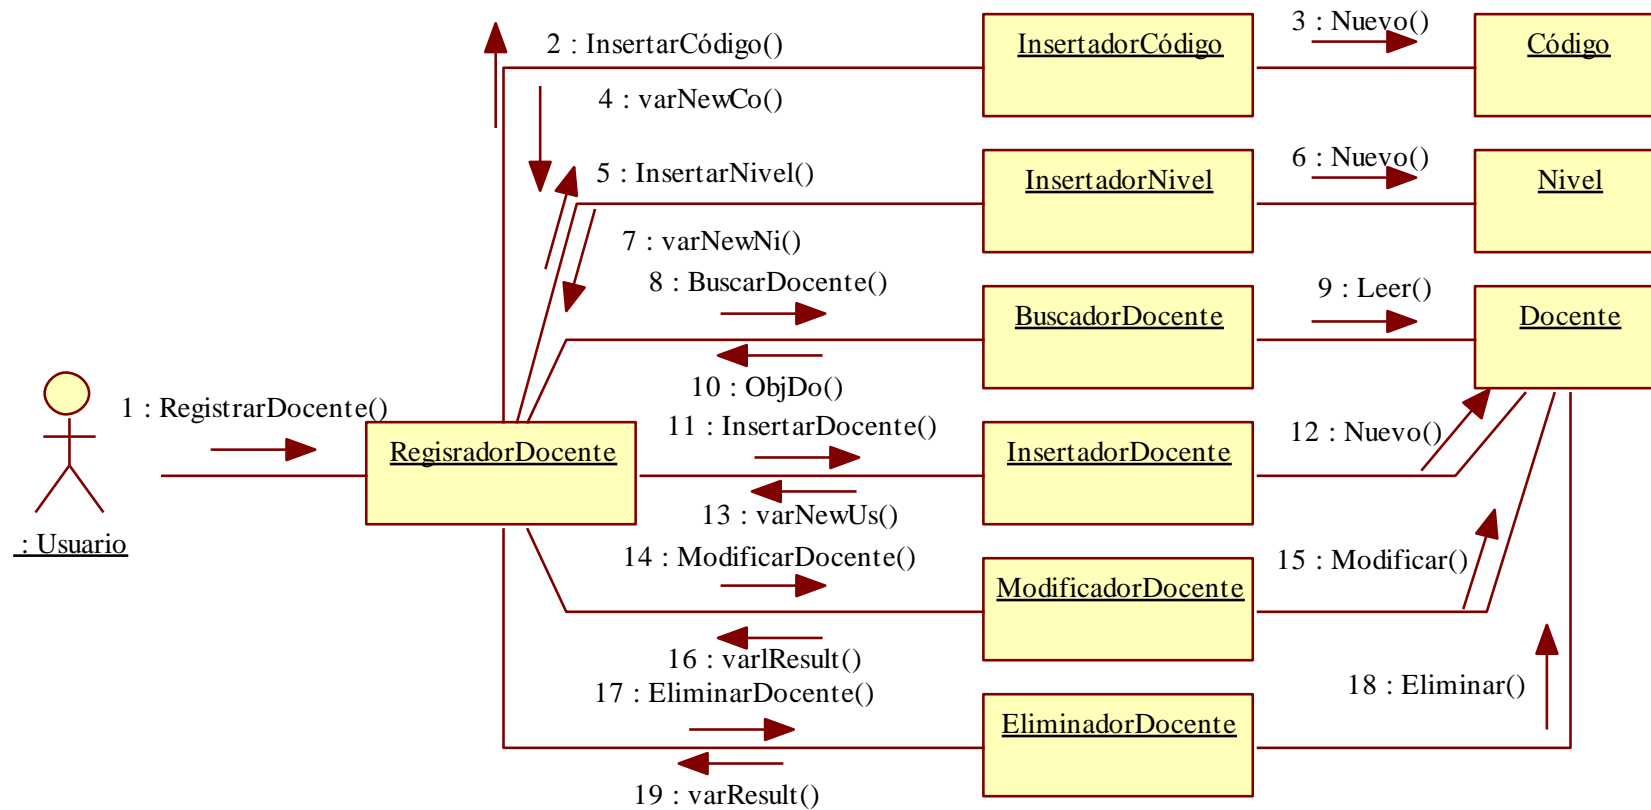 2 : InsertarCódigo()
InsertadorCódigo
3 : Nuevo()
Código
4 : varNewCo()
5 : InsertarNivel()
InsertadorNivel
6 : Nuevo()
Nivel
7 : varNewNi()
8 : BuscarDocente()
BuscadorDocente
9 : Leer()
Docente
10 : ObjDo()
1 : RegistrarDocente()
: Usuario
RegisradorDocente
11 : InsertarDocente()
InsertadorDocente
12 : Nuevo()
13 : varNewUs()
14 : ModificarDocente()
ModificadorDocente
15 : Modificar()
16 : varlResult()
17 : EliminarDocente()
EliminadorDocente
18 : Eliminar()
19 : varResult()